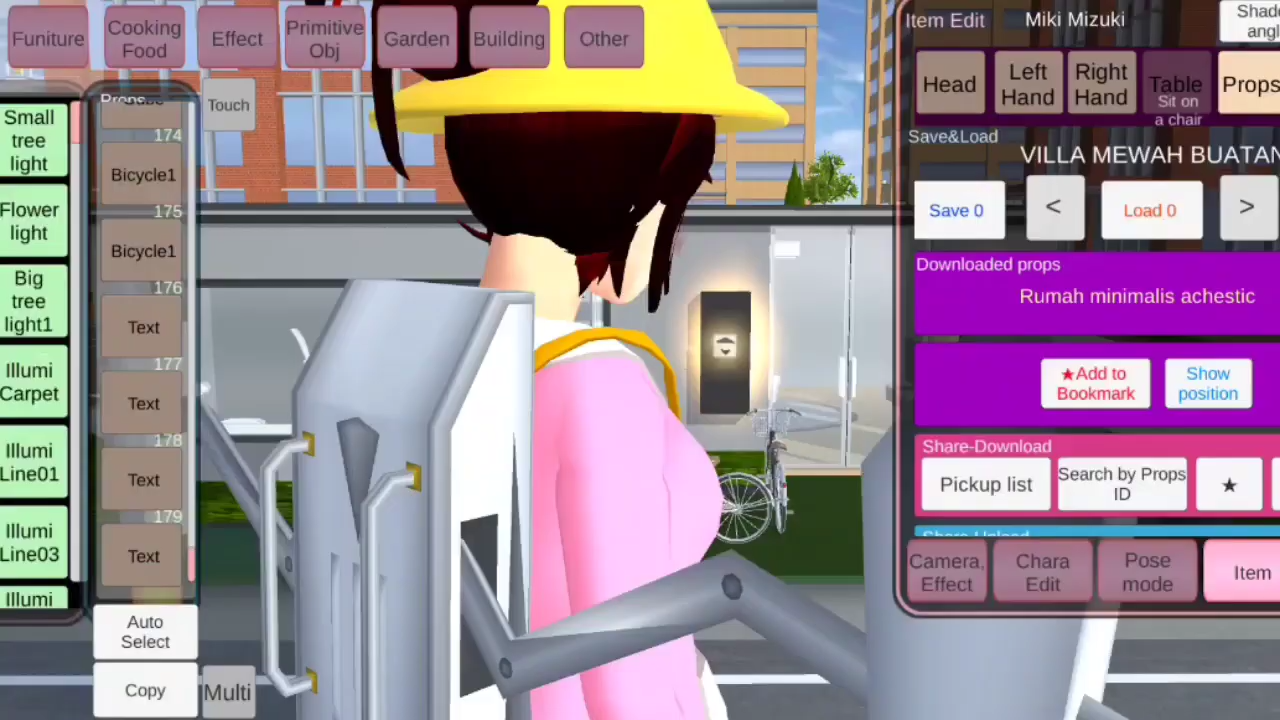 Funiture
Cooking
Food
Effect
Primitive
Obj
Garden
Building
Other
Item Edit
Miki Mizuki
Head
Left
Hand
Right
Hand
Table
Sit on
a chair
Props
Save&Load
VILLA MEWAH BUATAN
Save 0
<
Load 0
>
Downloaded props
Rumah minimalis achestic
★Add to
Bookmark
Show
position
Share-Download
Pickup list
Search by Props
ID
★
Camera,
Effect
Chara
Edit
Pose
mode
Item
Small
tree
light
Flower
light
Big
tree
light1
Illumi
Carpet
Illumi
Line01
Illumi
Line03
Illumi
Props
Touch
174
Bicycle1
175
Bicycle1
176
Text
177
Text
178
Text
179
Text
Auto
Select
Copy
Multi